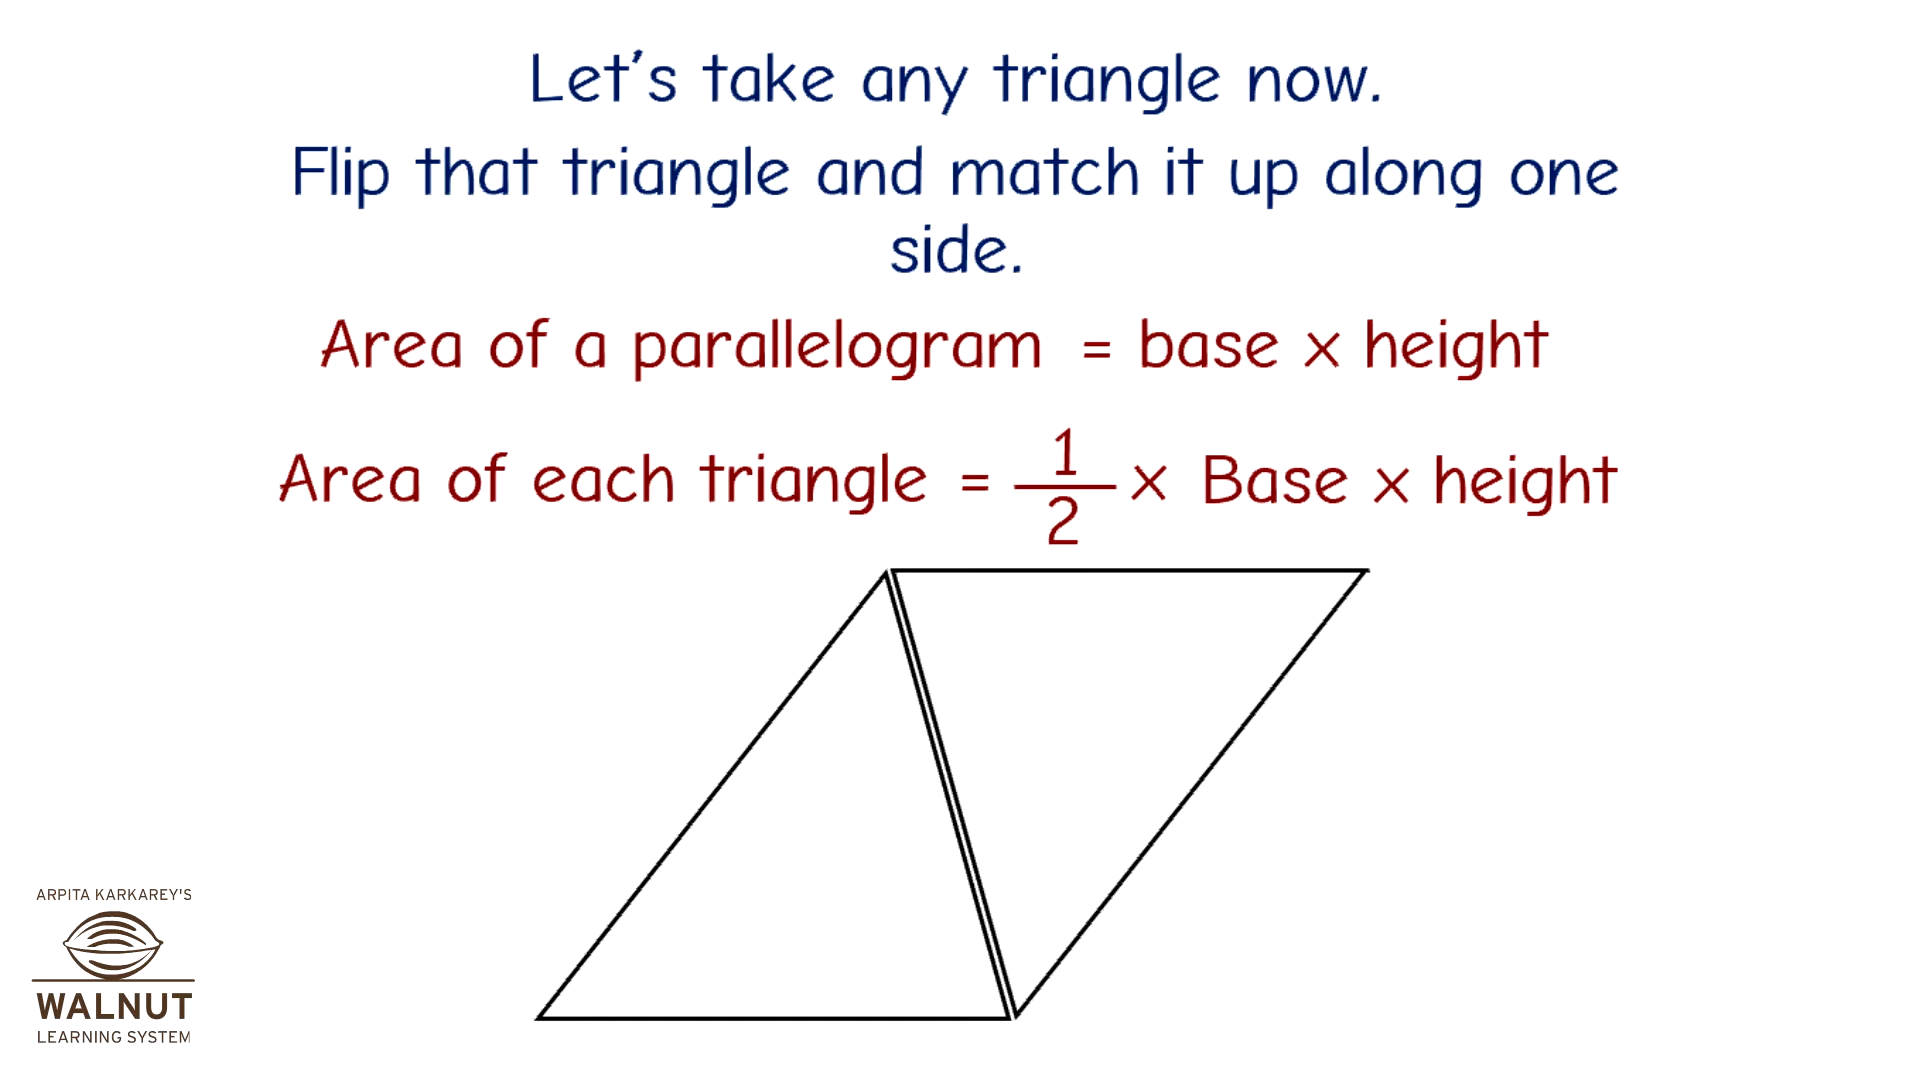 Let’s take any triangle now.
Flip that triangle and match it up along one
side.
Area of a parallelogram = base x height
Area of each triangle = 1/2 x Base x height
ARPITA KARKAREY'S
WALNUT
LEARNING SYSTEM